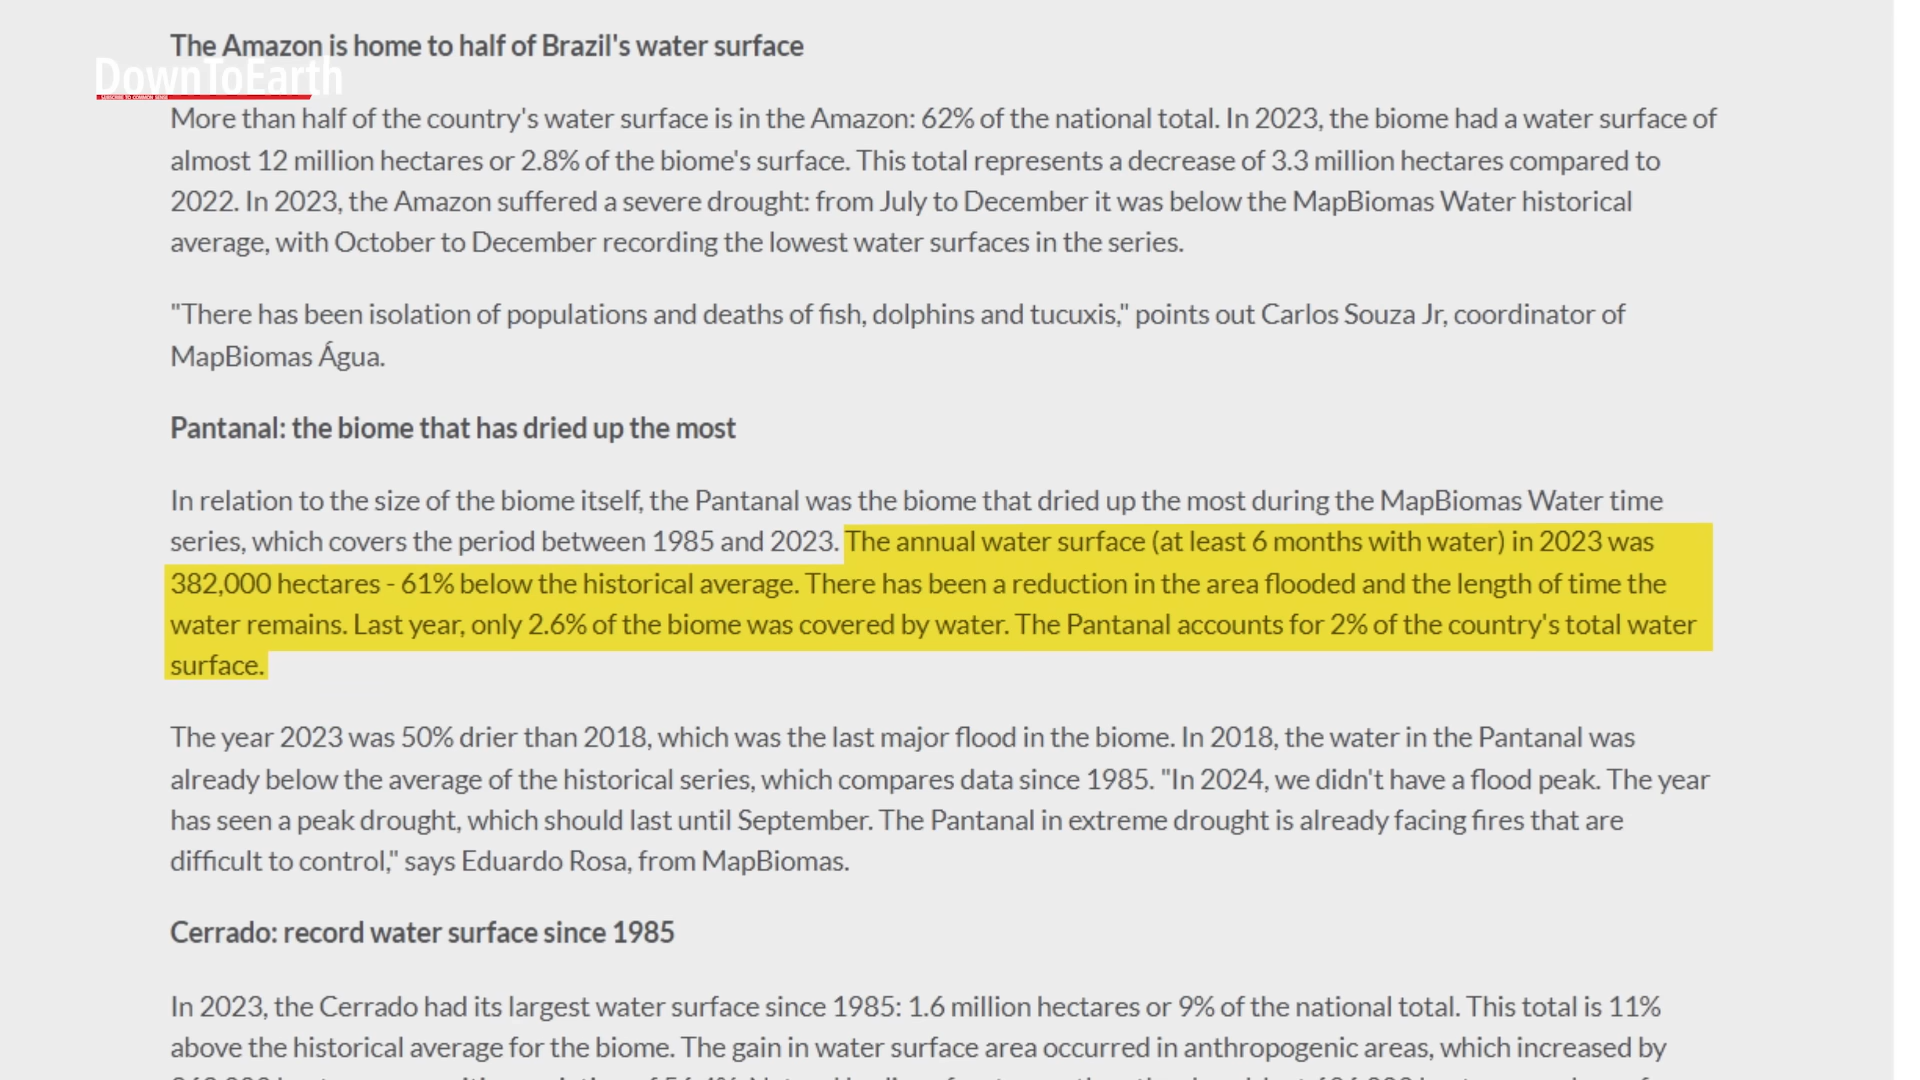 The Amazon is home to half of Brazil's water surface
DownToEarth
SUBSCRIBE TO COMMON SENSE
More than half of the country's water surface is in the Amazon: 62% of the national total. In 2023, the biome had a water surface of
almost 12 million hectares or 2.8% of the biome's surface. This total represents a decrease of 3.3 million hectares compared to
2022. In 2023, the Amazon suffered a severe drought: from July to December it was below the MapBiomas Water historical
average, with October to December recording the lowest water surfaces in the series.
"There has been isolation of populations and deaths of fish, dolphins and tucuxis," points out Carlos Souza Jr, coordinator of
MapBiomas Água.
Pantanal: the biome that has dried up the most
In relation to the size of the biome itself, the Pantanal was the biome that dried up the most during the MapBiomas Water time
series, which covers the period between 1985 and 2023. The annual water surface (at least 6 months with water) in 2023 was
382,000 hectares - 61% below the historical average. There has been a reduction in the area flooded and the length of time the
water remains. Last year, only 2.6% of the biome was covered by water. The Pantanal accounts for 2% of the country's total water
surface.
The year 2023 was 50% drier than 2018, which was the last major flood in the biome. In 2018, the water in the Pantanal was
already below the average of the historical series, which compares data since 1985. "In 2024, we didn't have a flood peak. The year
has seen a peak drought, which should last until September. The Pantanal in extreme drought is already facing fires that are
difficult to control," says Eduardo Rosa, from MapBiomas.
Cerrado: record water surface since 1985
In 2023, the Cerrado had its largest water surface since 1985: 1.6 million hectares or 9% of the national total. This total is 11%
above the historical average for the biome. The gain in water surface area occurred in anthropogenic areas, which increased by